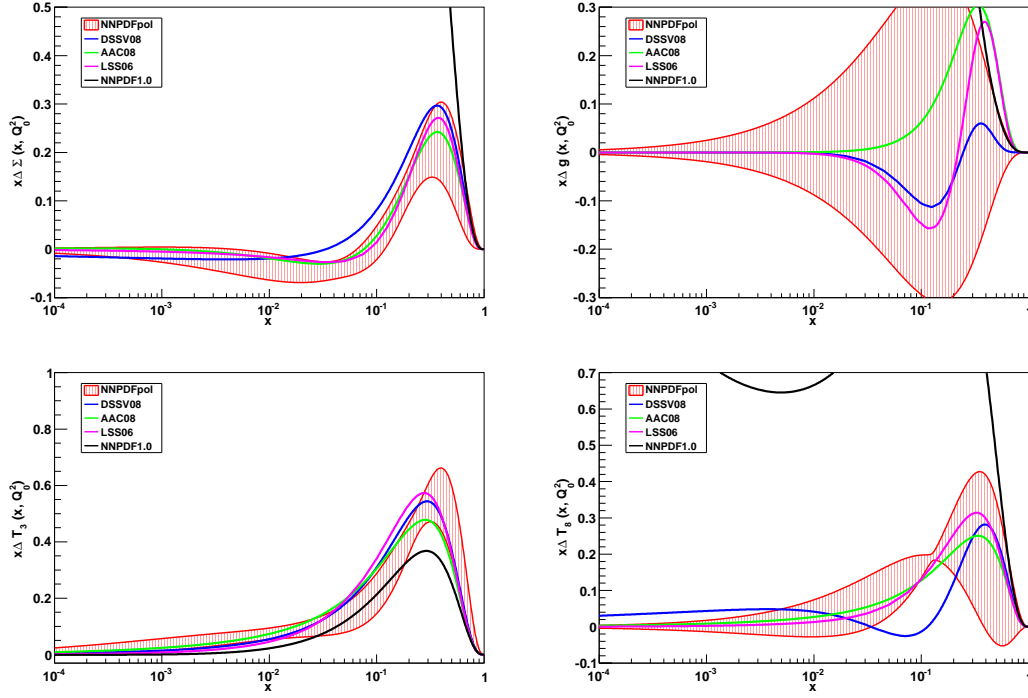 0.5
0.4
0.3
0.2
0.1
0
-0.1
x Δ Σ (x, Q₀²)
NNPDFpol
DSSV08
AAC08
LSS06
NNPDF1.0
10⁻⁴
10⁻³
10⁻²
10⁻¹
1
x
0.3
0.2
0.1
0
-0.1
-0.2
-0.3
x Δ g (x, Q₀²)
NNPDFpol
DSSV08
AAC08
LSS06
NNPDF1.0
10⁻⁴
10⁻³
10⁻²
10⁻¹
1
x
1
0.8
0.6
0.4
0.2
0
x Δ T₃ (x, Q₀²)
NNPDFpol
DSSV08
AAC08
LSS06
NNPDF1.0
10⁻⁴
10⁻³
10⁻²
10⁻¹
1
x
0.7
0.6
0.5
0.4
0.3
0.2
0.1
0
-0.1
x Δ T₈ (x, Q₀²)
NNPDFpol
DSSV08
AAC08
LSS06
NNPDF1.0
10⁻⁴
10⁻³
10⁻²
10⁻¹
1
x